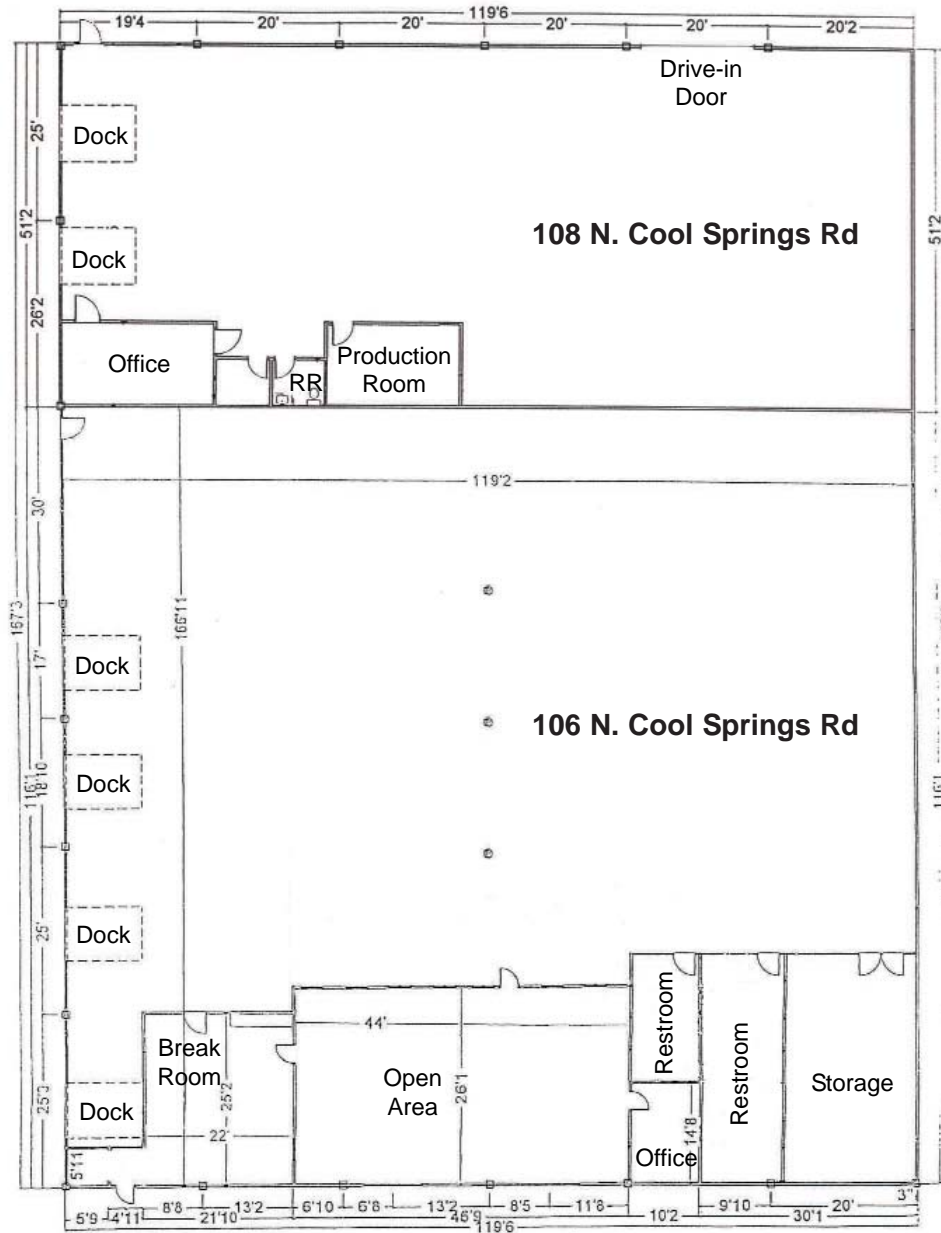 119'6
19'4
20'
20'
20'
20'
20'2
Drive-in
Door
Dock
25'
51'2
51'2
108 N. Cool Springs Rd
Dock
26'2
Office
RR
Production
Room
119'2
30'
167'3
166'11
17'
Dock
106 N. Cool Springs Rd
116'1
18'10
Dock
116'1
25'
Dock
44'
Break
Room
Open
Area
26'1
Restroom
Restroom
Storage
25'3
Dock
25'2
22'
14'8
Office
5'11
3"
8'8
13'2
6'10
6'8
13'2
8'5
11'8
9'10
20'
5'9
4'11
21'10
46'9
10'2
30'1
119'6